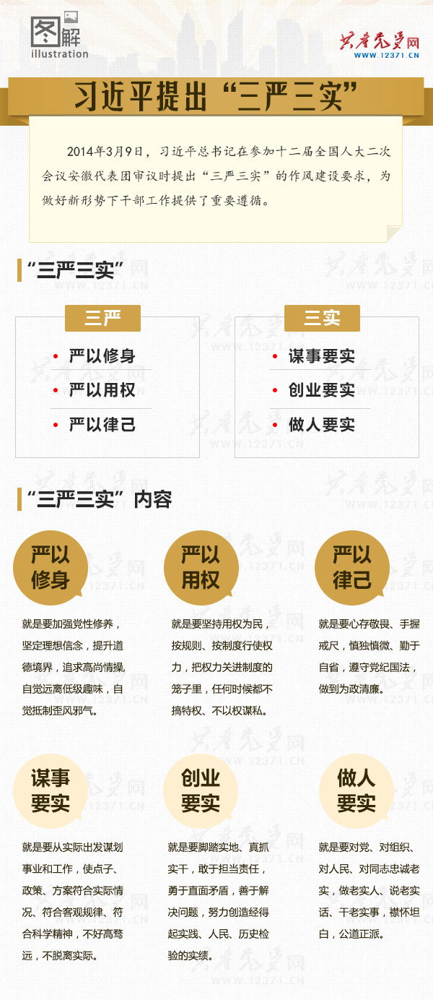 图解
illustration
共产党员网
WWW.12371.CN
习近平提出“三严三实”
2014年3月9日，习近平总书记在参加十二届全国人大二次
会议安徽代表团审议时提出“三严三实”的作风建设要求，为
做好新形势下干部工作提供了重要遵循。
“三严三实”
三严
严以修身
严以用权
严以律己
三实
谋事要实
创业要实
做人要实
“三严三实”内容
严以
修身
就是要加强党性修养，
坚定理想信念，提升道
德境界，追求高尚情操，
自觉远离低级趣味，自
觉抵制歪风邪气。
严以
用权
就是要坚持用权为民，
按规则、按制度行使权
力，把权力关进制度的
笼子里，任何时候都不
搞特权、不以权谋私。
严以
律己
就是要心存敬畏、手握
戒尺，慎独慎微、勤于
自省，遵守党纪国法，
做到为政清廉。
谋事
要实
就是要从实际出发谋划
事业和工作，使点子、
政策、方案符合实际情
况、符合客观规律、符
合科学精神，不好高骛
远，不脱离实际。
创业
要实
就是要脚踏实地、真抓
实干，敢于担当责任，
勇于直面矛盾，善于解
决问题，努力创造经得
起实践、人民、历史检
验的实绩。
做人
要实
就是要对党、对组织、
对人民、对同志忠诚老
实，做老实人、说老实
话、干老实事，襟怀坦
白，公道正派。